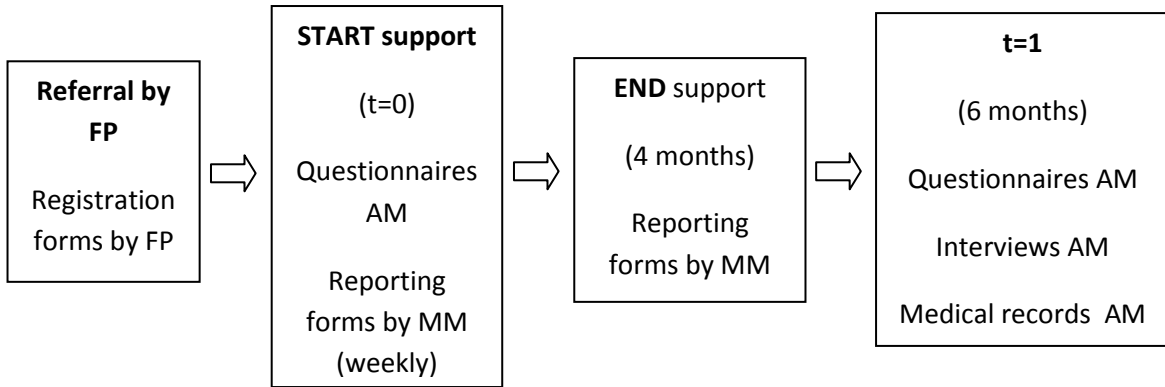 Referral by
FP
Registration
forms by FP
START support
(t=0)
Questionnaires
AM
Reporting
forms by MM
(weekly)
END support
(4 months)
Reporting
forms by MM
t=1
(6 months)
Questionnaires AM
Interviews AM
Medical records AM